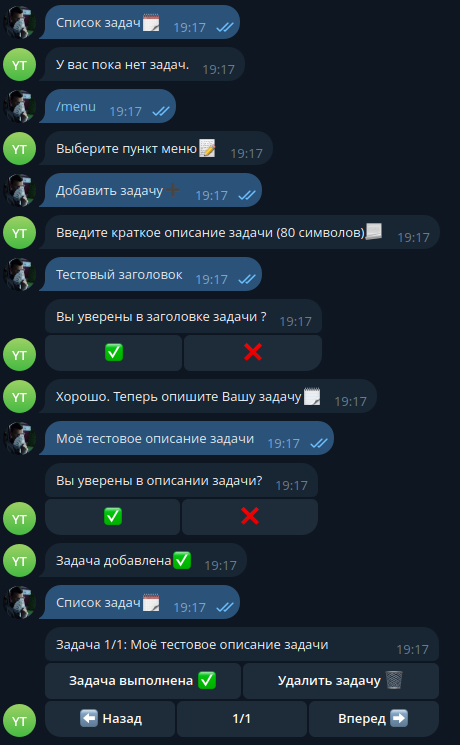 Список задач🗒 19:17
YT У вас пока нет задач. 19:17
/menu 19:17
YT Выберите пункт меню📝 19:17
Добавить задачу➕ 19:17
YT Введите краткое описание задачи (80 символов)📃 19:17
Тестовый заголовок 19:17
Вы уверены в заголовке задачи ? 19:17
YT ✅ ❌
YT Хорошо. Теперь опишите Вашу задачу🗒 19:17
Моё тестовое описание задачи 19:17
Вы уверены в описании задачи? 19:17
YT ✅ ❌
YT Задача добавлена✅ 19:17
Список задач🗒 19:17
Задача 1/1: Моё тестовое описание задачи 19:17
Задача выполнена ✅ Удалить задачу 🗑
YT ⬅️ Назад 1/1 Вперед ➡️